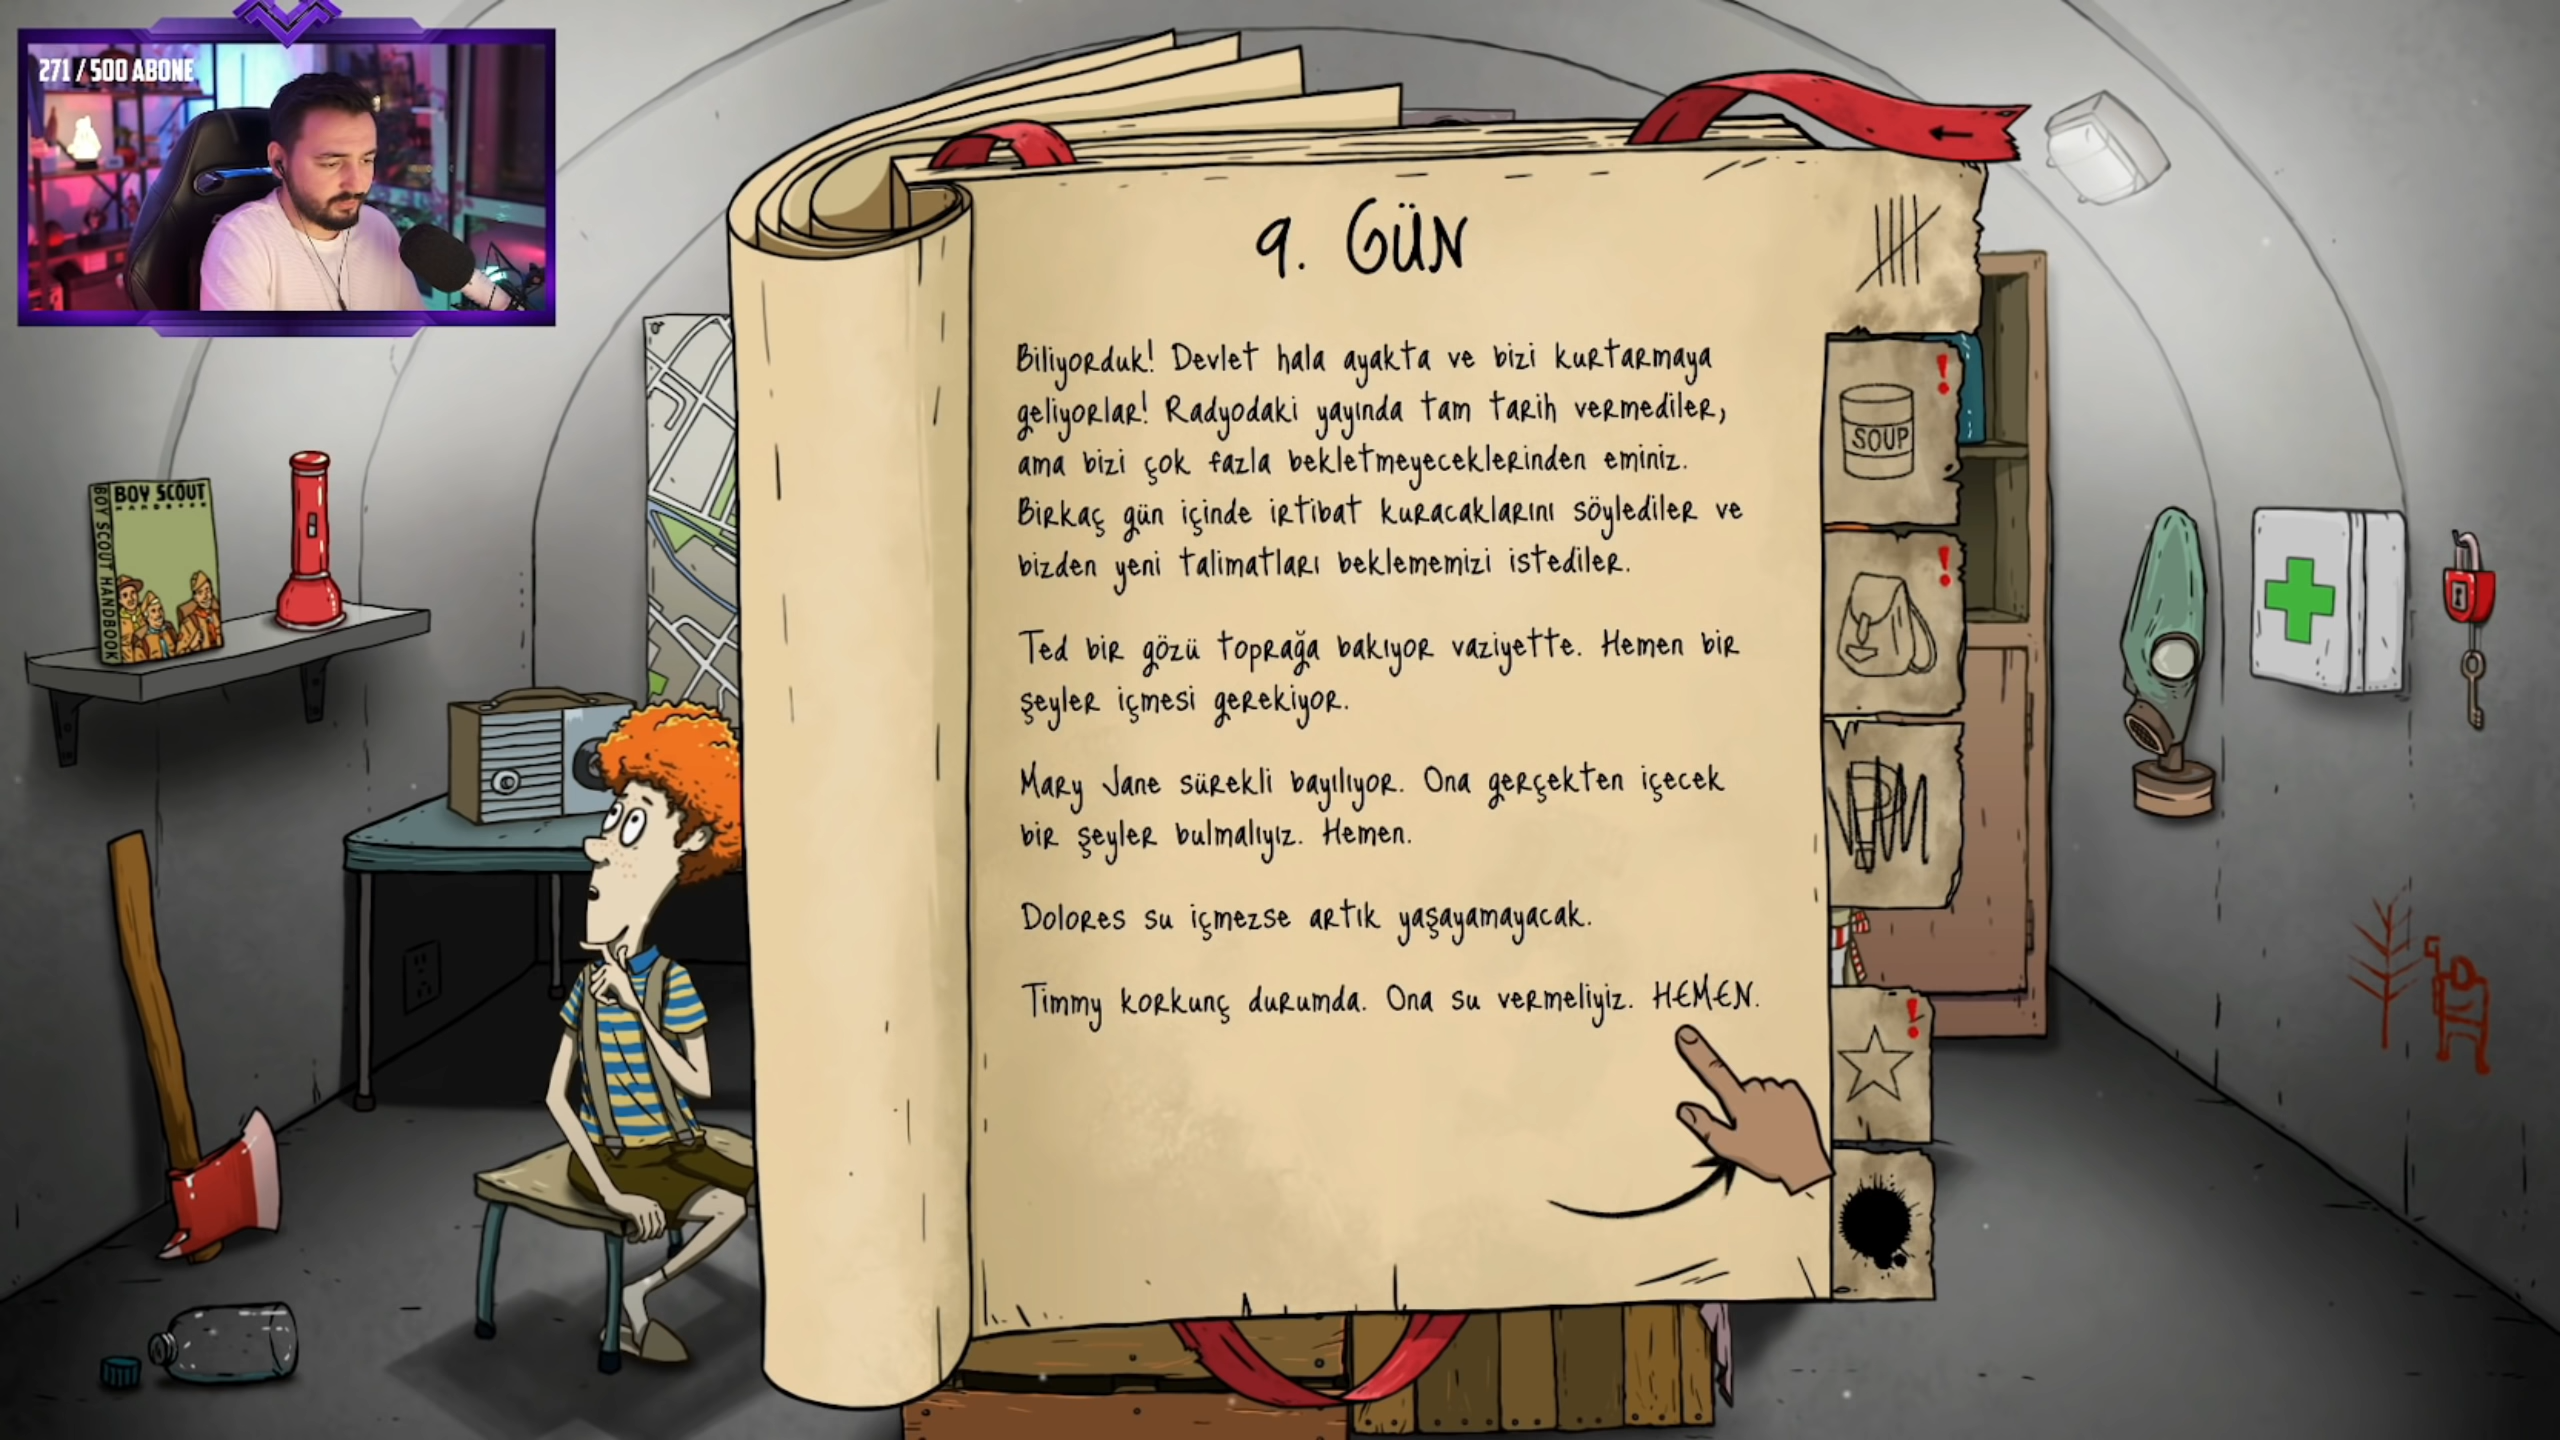 271 / 500 ABONE
9. GÜN
Biliyorduk! Devlet hala ayakta ve bizi kurtarmaya
geliyorlar! Radyodaki yayında tam tarih vermediler,
ama bizi çok fazla bekletmeyeceklerinden eminiz.
Birkaç gün içinde irtibat kuracaklarını söylediler ve
bizden yeni talimatları beklememizi istediler.
Ted bir gözü toprağa bakıyor vaziyette. Hemen bir
şeyler içmesi gerekiyor.
Mary Jane sürekli bayılıyor. Ona gerçekten içecek
bir şeyler bulmalıyız. Hemen.
Dolores su içmezse artık yaşayamayacak.
Timmy korkunç durumda. Ona su vermeliyiz. HEMEN.
!
SOUP
!
!
BOY SCOUT
HANDBOOK
BOY SCOUT HANDBOOK